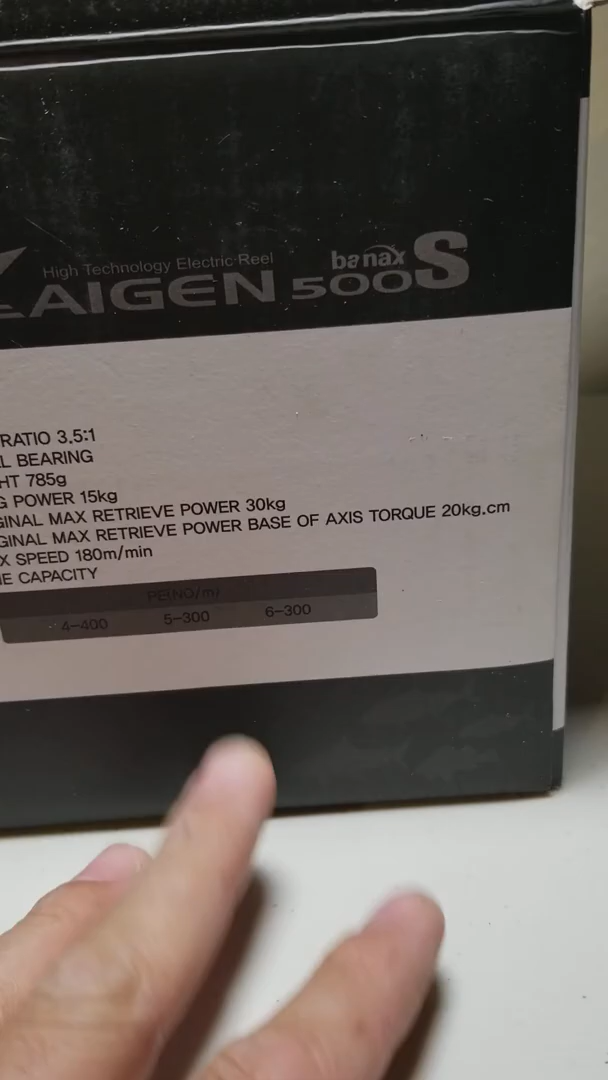 High Technology Electric Reel
banax
AIGEN 500S
RATIO 3.5:1
L BEARING
HT 785g
G POWER 15kg
GINAL MAX RETRIEVE POWER 30kg
GINAL MAX RETRIEVE POWER BASE OF AXIS TORQUE 20kg.cm
X SPEED 180m/min
E CAPACITY
PE(NO/m)
4-400 5-300 6-300